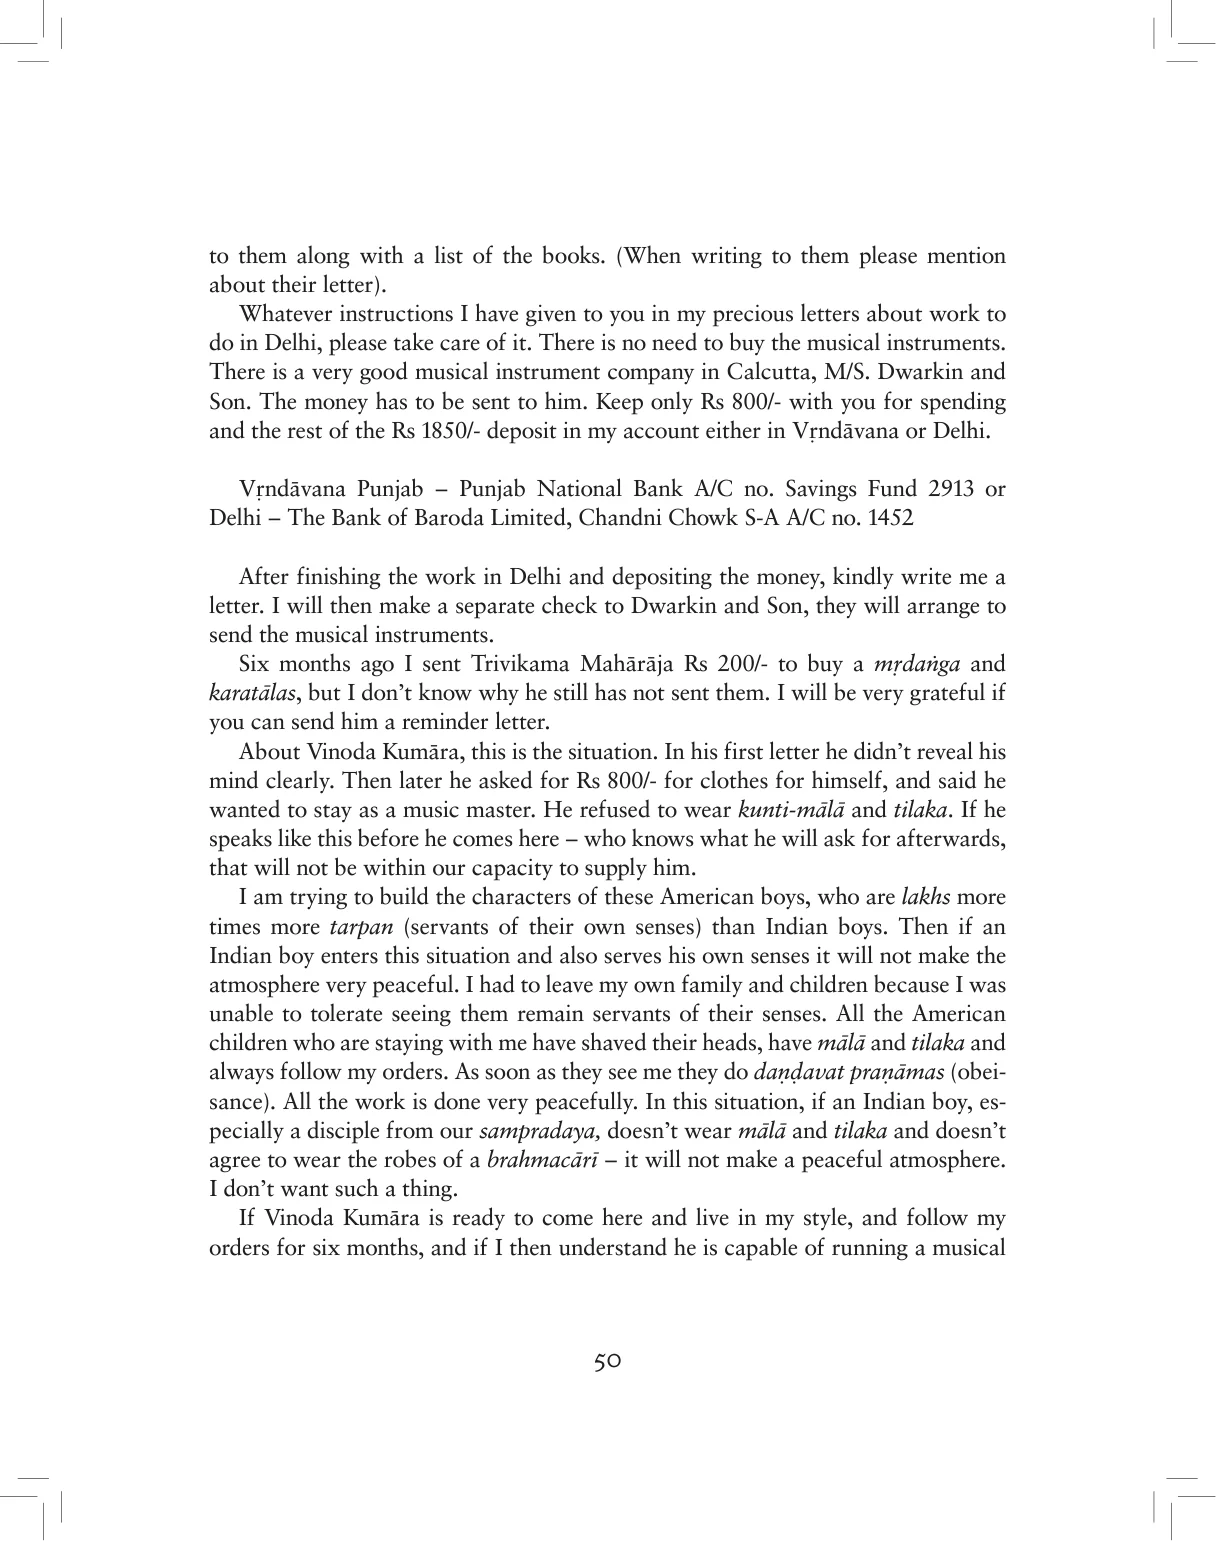 to them along with a list of the books. (When writing to them please mention
about their letter).
Whatever instructions I have given to you in my precious letters about work to
do in Delhi, please take care of it. There is no need to buy the musical instruments.
There is a very good musical instrument company in Calcutta, M/S. Dwarkin and
Son. The money has to be sent to him. Keep only Rs 800/- with you for spending
and the rest of the Rs 1850/- deposit in my account either in Vṛndāvana or Delhi.
Vṛndāvana Punjab – Punjab National Bank A/C no. Savings Fund 2913 or
Delhi – The Bank of Baroda Limited, Chandni Chowk S-A A/C no. 1452
After finishing the work in Delhi and depositing the money, kindly write me a
letter. I will then make a separate check to Dwarkin and Son, they will arrange to
send the musical instruments.
Six months ago I sent Trivikama Mahārāja Rs 200/- to buy a mṛdaṅga and
karatālas, but I don’t know why he still has not sent them. I will be very grateful if
you can send him a reminder letter.
About Vinoda Kumāra, this is the situation. In his first letter he didn’t reveal his
mind clearly. Then later he asked for Rs 800/- for clothes for himself, and said he
wanted to stay as a music master. He refused to wear kunti-mālā and tilaka. If he
speaks like this before he comes here – who knows what he will ask for afterwards,
that will not be within our capacity to supply him.
I am trying to build the characters of these American boys, who are lakhs more
times more tarpan (servants of their own senses) than Indian boys. Then if an
Indian boy enters this situation and also serves his own senses it will not make the
atmosphere very peaceful. I had to leave my own family and children because I was
unable to tolerate seeing them remain servants of their senses. All the American
children who are staying with me have shaved their heads, have mālā and tilaka and
always follow my orders. As soon as they see me they do daṇḍavat praṇāmas (obei-
sance). All the work is done very peacefully. In this situation, if an Indian boy, es-
pecially a disciple from our sampradaya, doesn’t wear mālā and tilaka and doesn’t
agree to wear the robes of a brahmacārī – it will not make a peaceful atmosphere.
I don’t want such a thing.
If Vinoda Kumāra is ready to come here and live in my style, and follow my
orders for six months, and if I then understand he is capable of running a musical
50